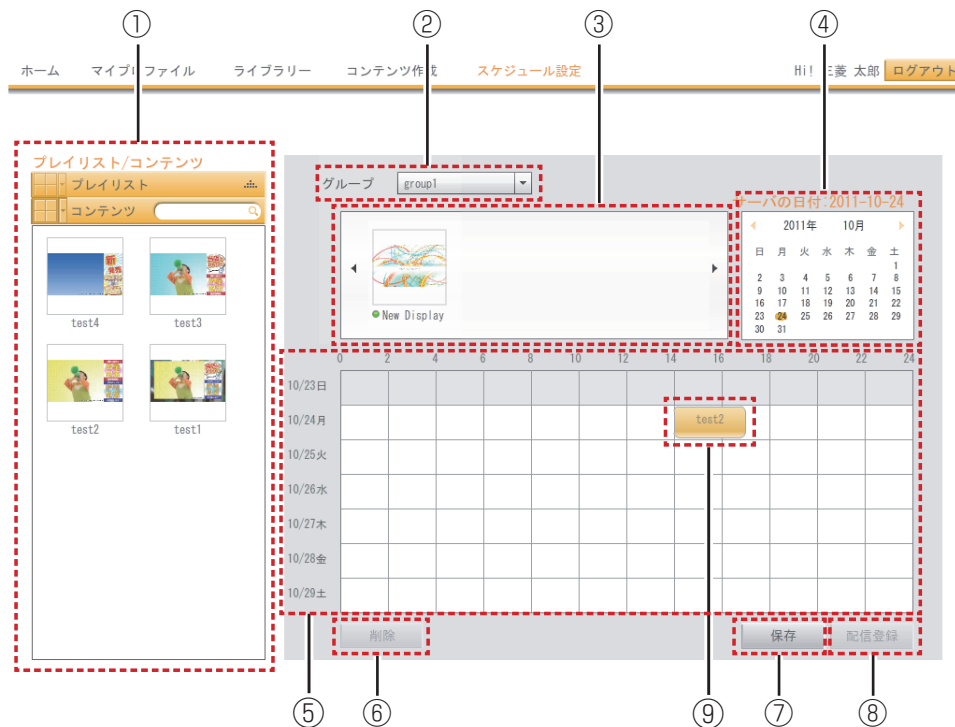 ① ② ③ ④
ホーム マイプロファイル ライブラリー コンテンツ作成 スケジュール設定 Hi! 三菱 太郎 ログアウト
プレイリスト/コンテンツ
プレイリスト
コンテンツ
test4 test3
test2 test1
グループ group1
New Display
サーバの日付:2011-10-24
2011年 10月
日 月 火 水 木 金 土
1
2 3 4 5 6 7 8
9 10 11 12 13 14 15
16 17 18 19 20 21 22
23 24 25 26 27 28 29
30 31
0 2 4 6 8 10 12 14 16 18 20 22 24
10/23日
10/24月 test2
10/25火
10/26水
10/27木
10/28金
10/29土
削除 保存 配信登録
⑤ ⑥ ⑨ ⑦ ⑧